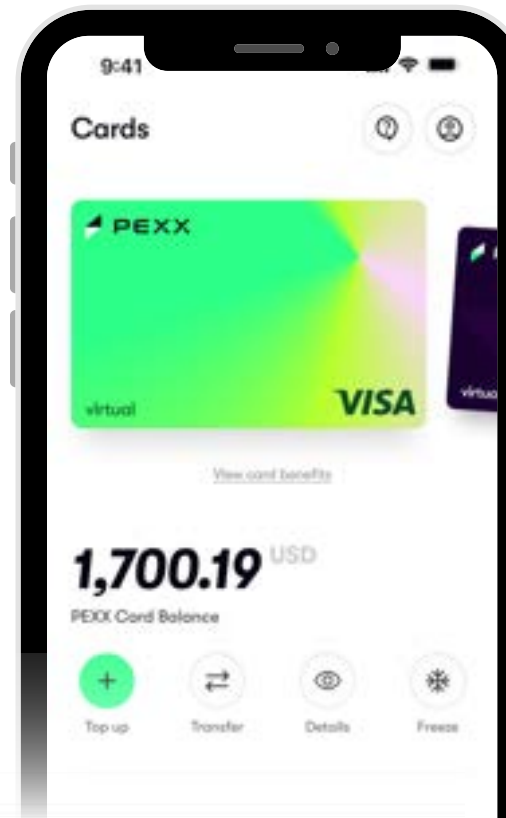 9:41
Cards
PEXX
virtual
VISA
View card benefits
1,700.19 USD
PEXX Card Balance
Top up
Transfer
Details
Freeze